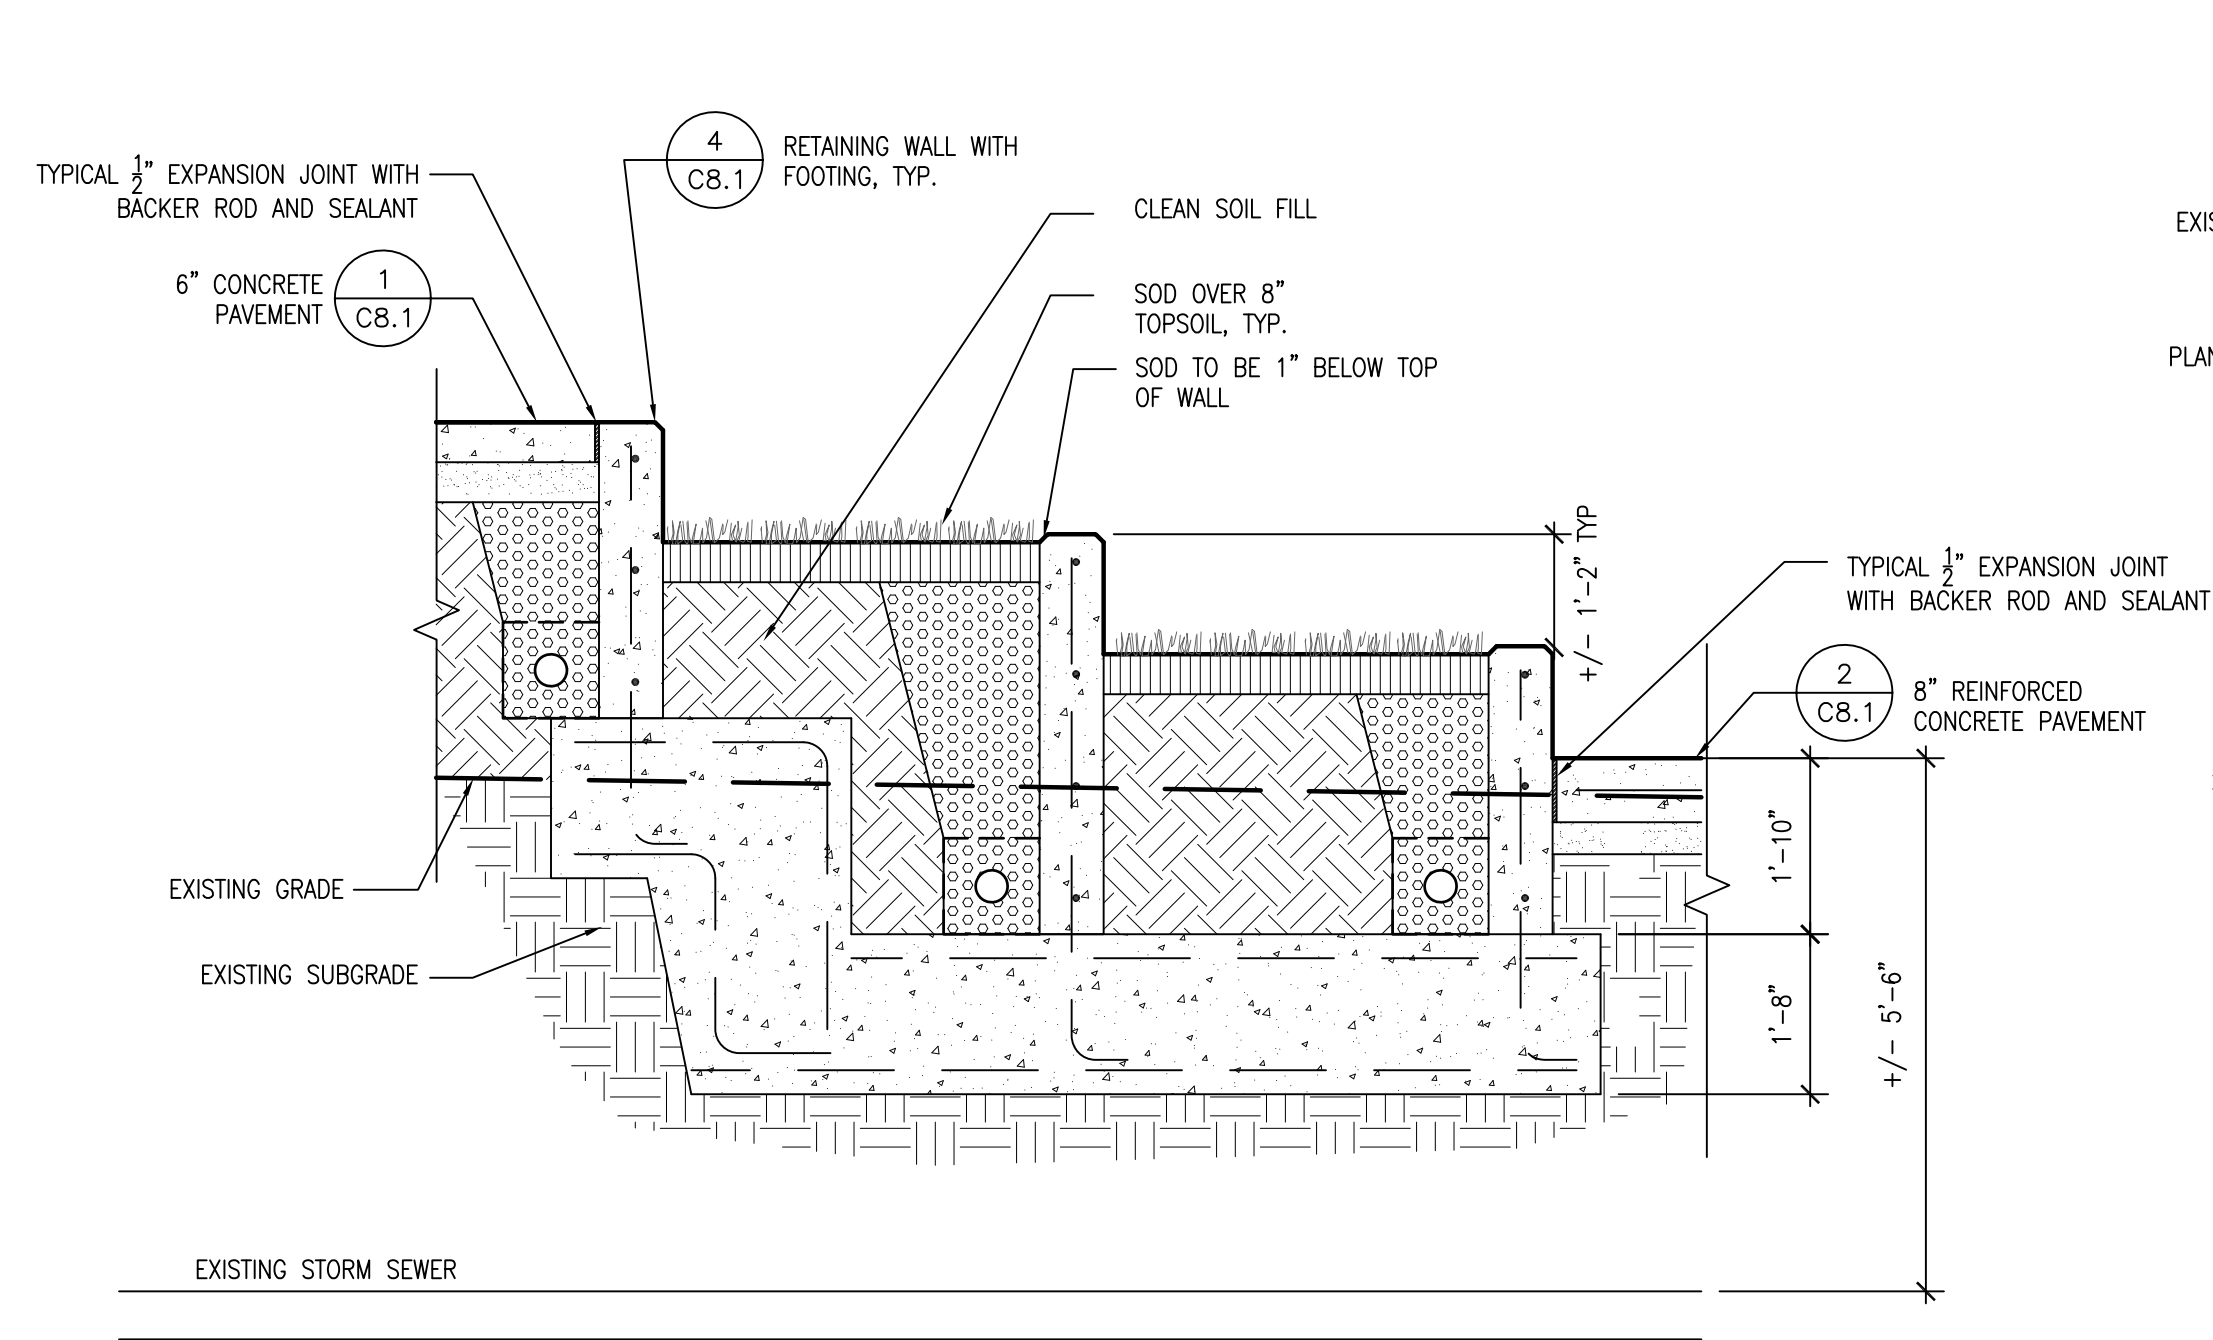 4
C8.1
RETAINING WALL WITH
FOOTING, TYP.
TYPICAL 1/2" EXPANSION JOINT WITH
BACKER ROD AND SEALANT
CLEAN SOIL FILL
EXIS
1
C8.1
6" CONCRETE
PAVEMENT
SOD OVER 8"
TOPSOIL, TYP.
PLAN
SOD TO BE 1" BELOW TOP
OF WALL
+/- 1'-2" TYP
TYPICAL 1/2" EXPANSION JOINT
WITH BACKER ROD AND SEALANT
2
C8.1
8" REINFORCED
CONCRETE PAVEMENT
1'-10"
EXISTING GRADE
EXISTING SUBGRADE
1'-8"
+/- 5'-6"
EXISTING STORM SEWER